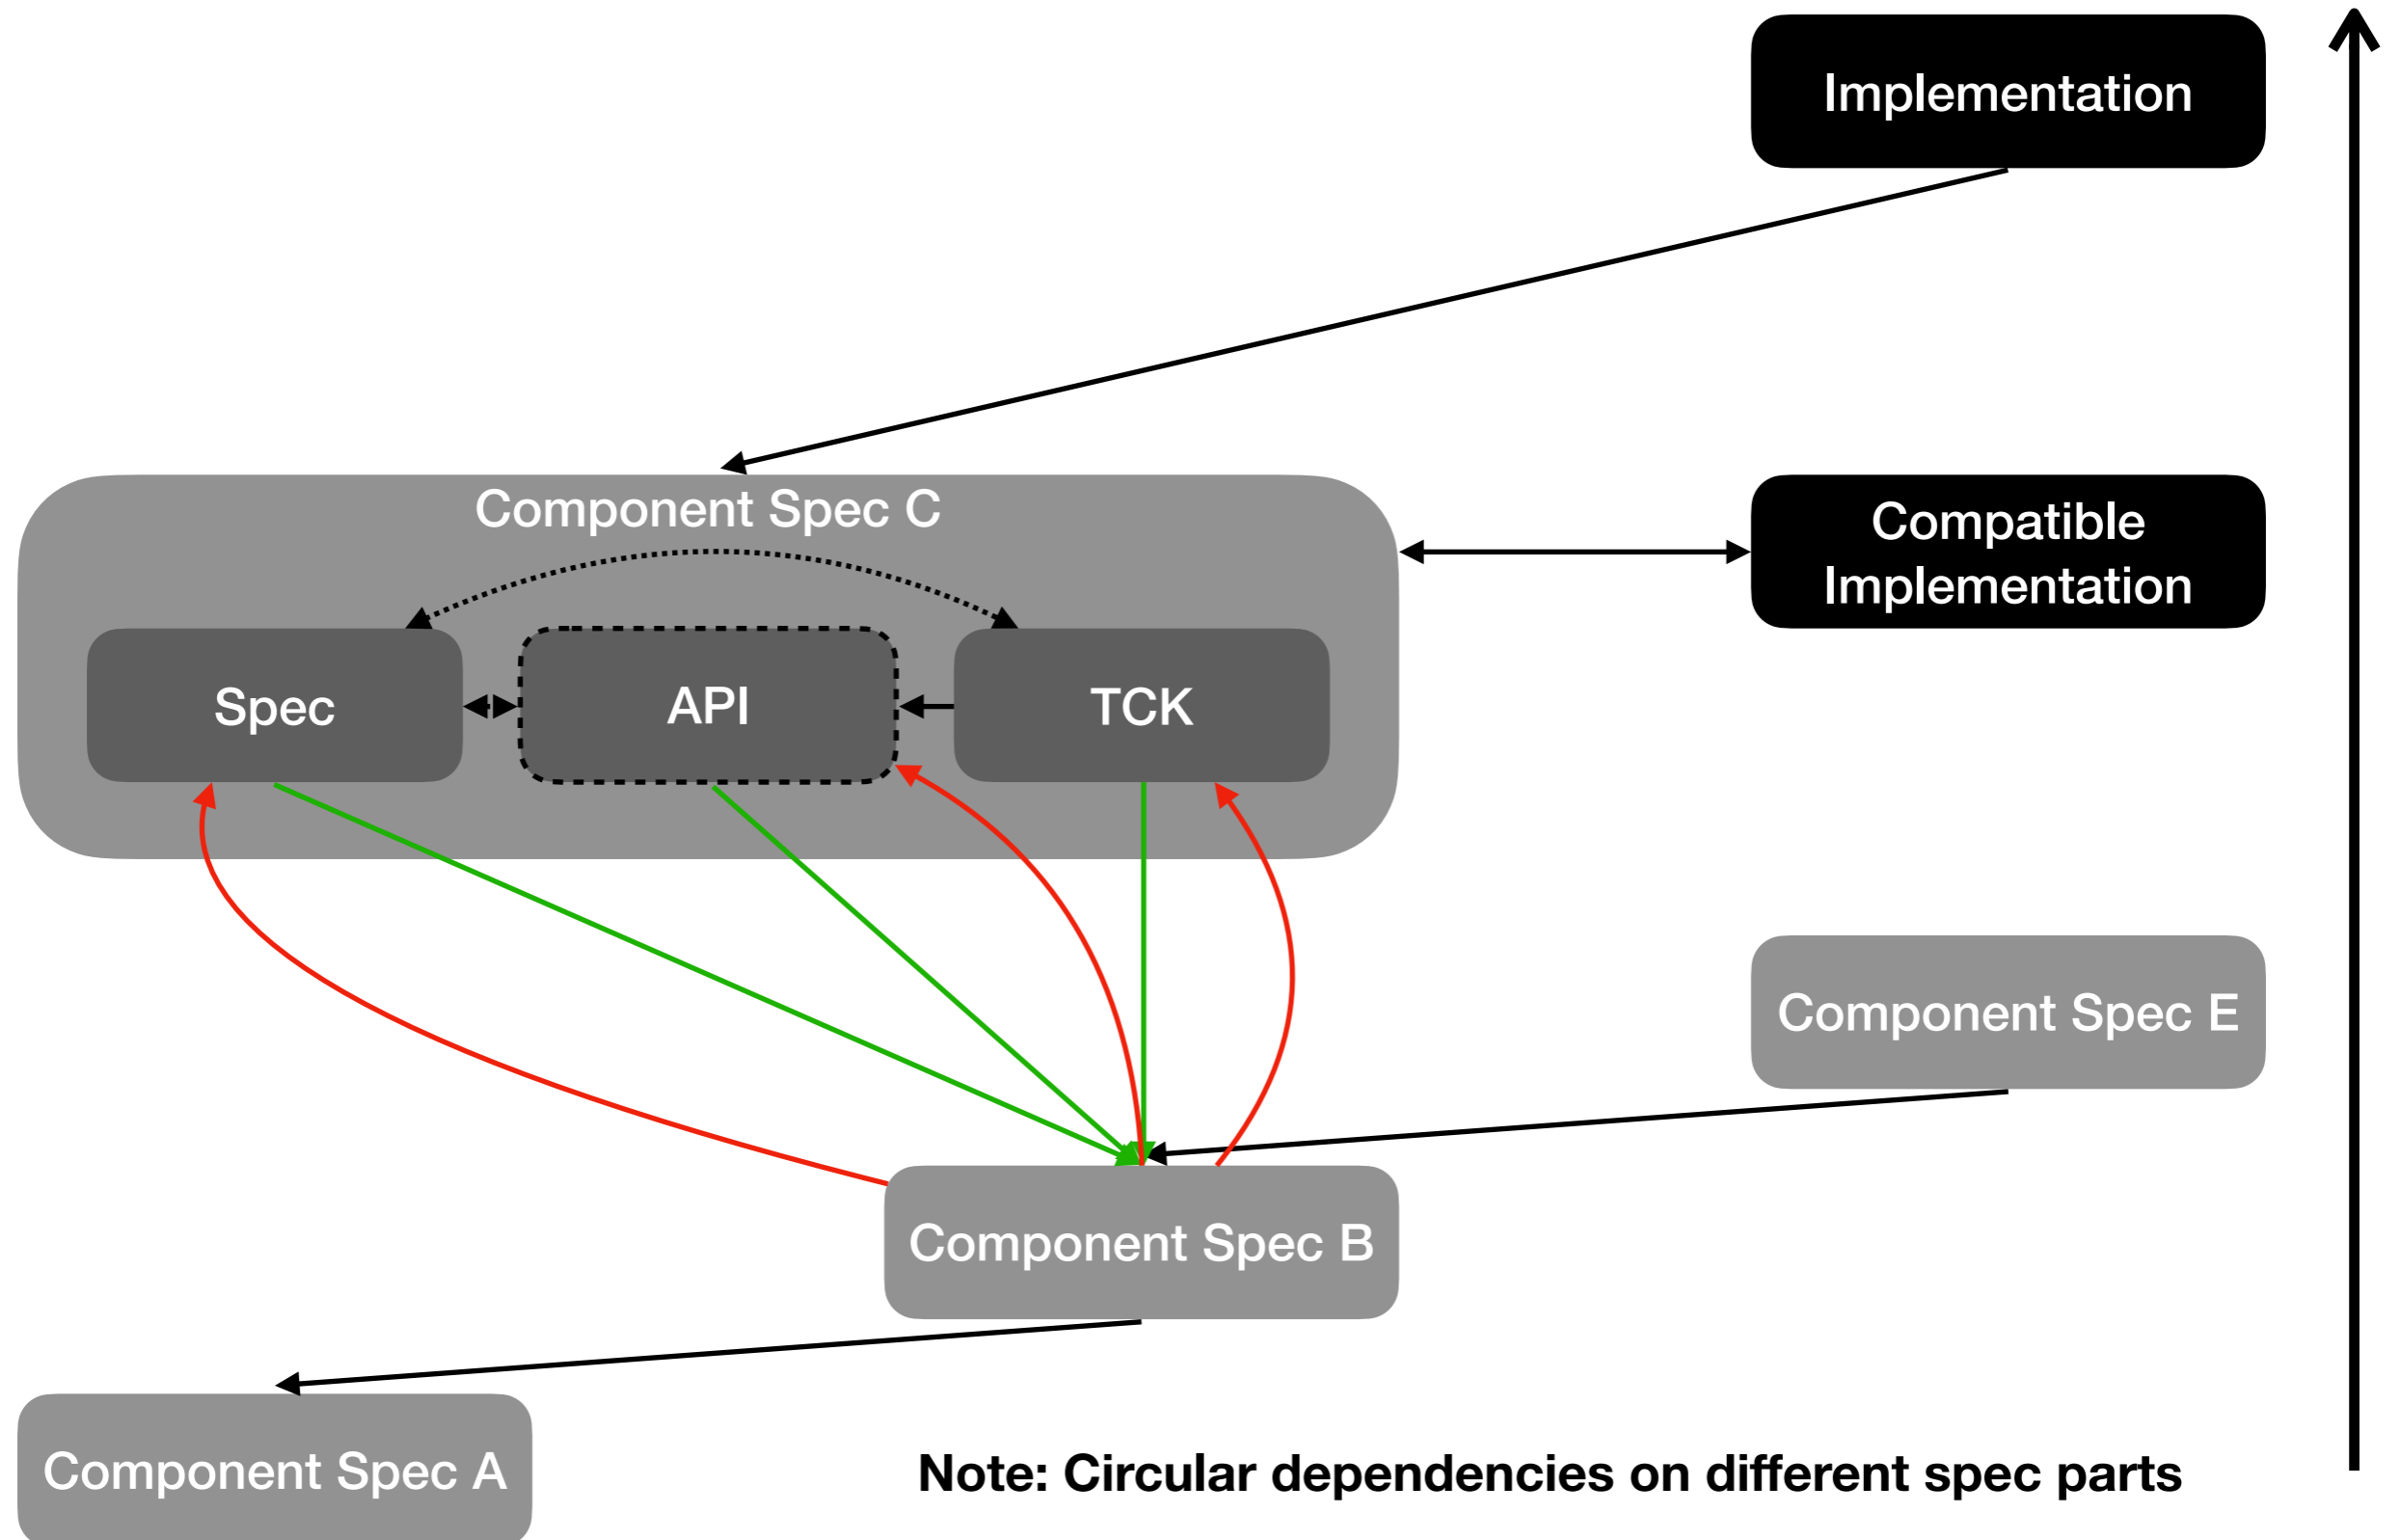 Implementation
Component Spec C
Compatible
Implementation
Spec
API
TCK
Component Spec E
Component Spec B
Component Spec A
Note: Circular dependencies on different spec parts